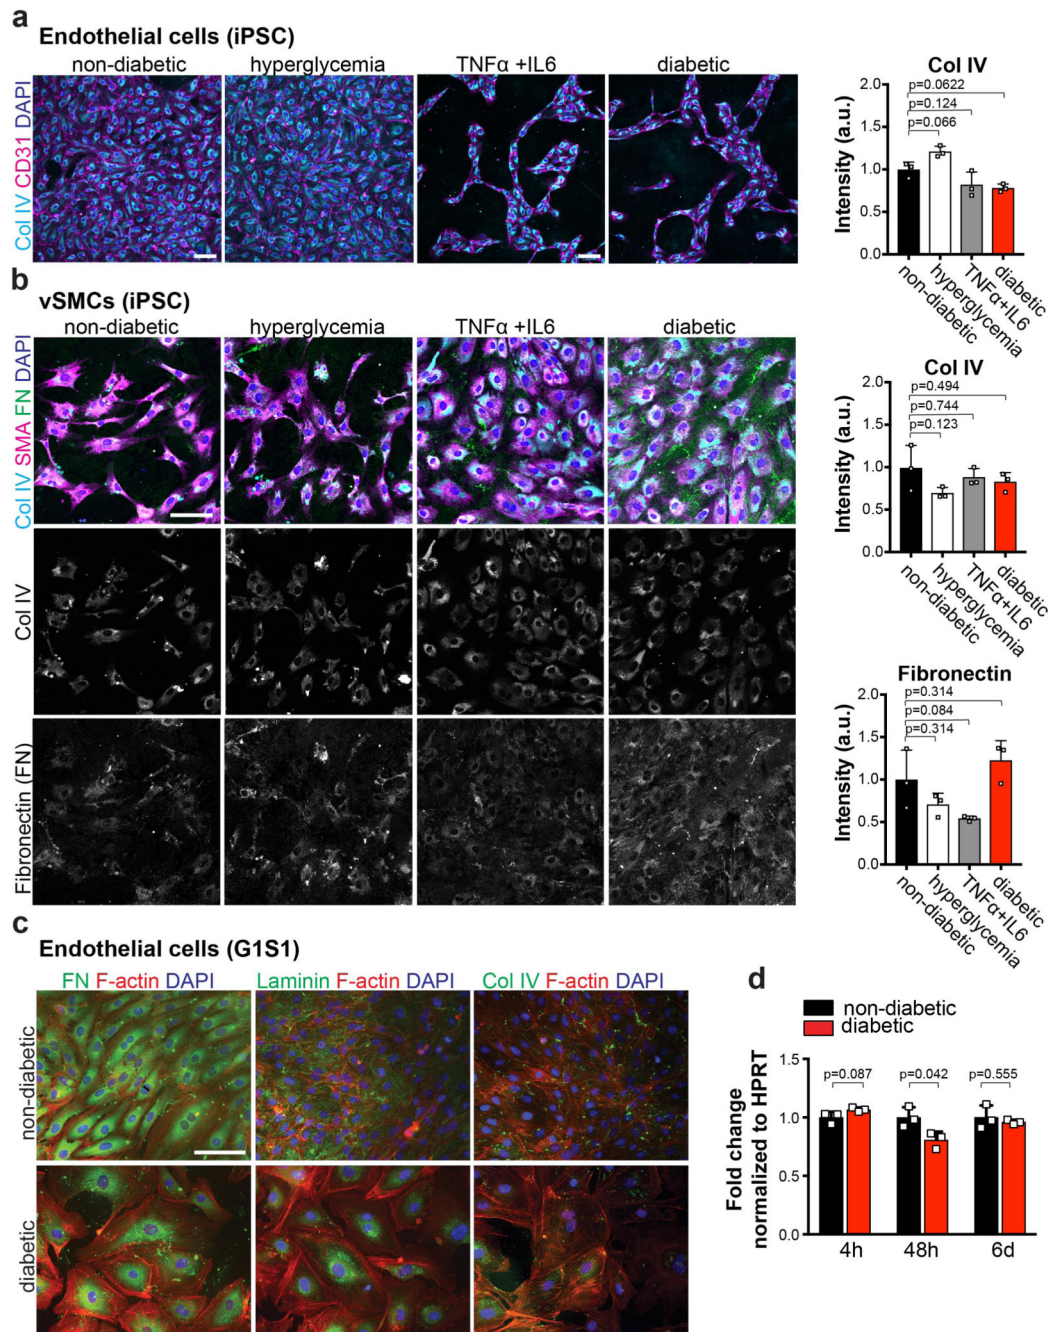 a
Endothelial cells (iPSC)
non-diabetic hyperglycemia TNFα +IL6 diabetic
Col IV CD31 DAPI
Col IV
p=0.0622
p=0.124
p=0.066
Intensity (a.u.)
2.0
1.5
1.0
0.5
0.0
non-diabetic
hyperglycemia
TNFα+IL6
diabetic
b
vSMCs (iPSC)
non-diabetic hyperglycemia TNFα +IL6 diabetic
Col IV SMA FN DAPI
Col IV
Fibronectin (FN)
Col IV
p=0.494
p=0.744
p=0.123
Intensity (a.u.)
2.0
1.5
1.0
0.5
0.0
non-diabetic
hyperglycemia
TNFα+IL6
diabetic
Fibronectin
p=0.314
p=0.084
p=0.314
Intensity (a.u.)
2.0
1.5
1.0
0.5
0.0
non-diabetic
hyperglycemia
TNFα+IL6
diabetic
c
Endothelial cells (G1S1)
FN F-actin DAPI Laminin F-actin DAPI Col IV F-actin DAPI
non-diabetic
diabetic
d
non-diabetic
diabetic
Fold change
normalized to HPRT
1.5
1.0
0.5
0.0
p=0.087 p=0.042 p=0.555
4h 48h 6d